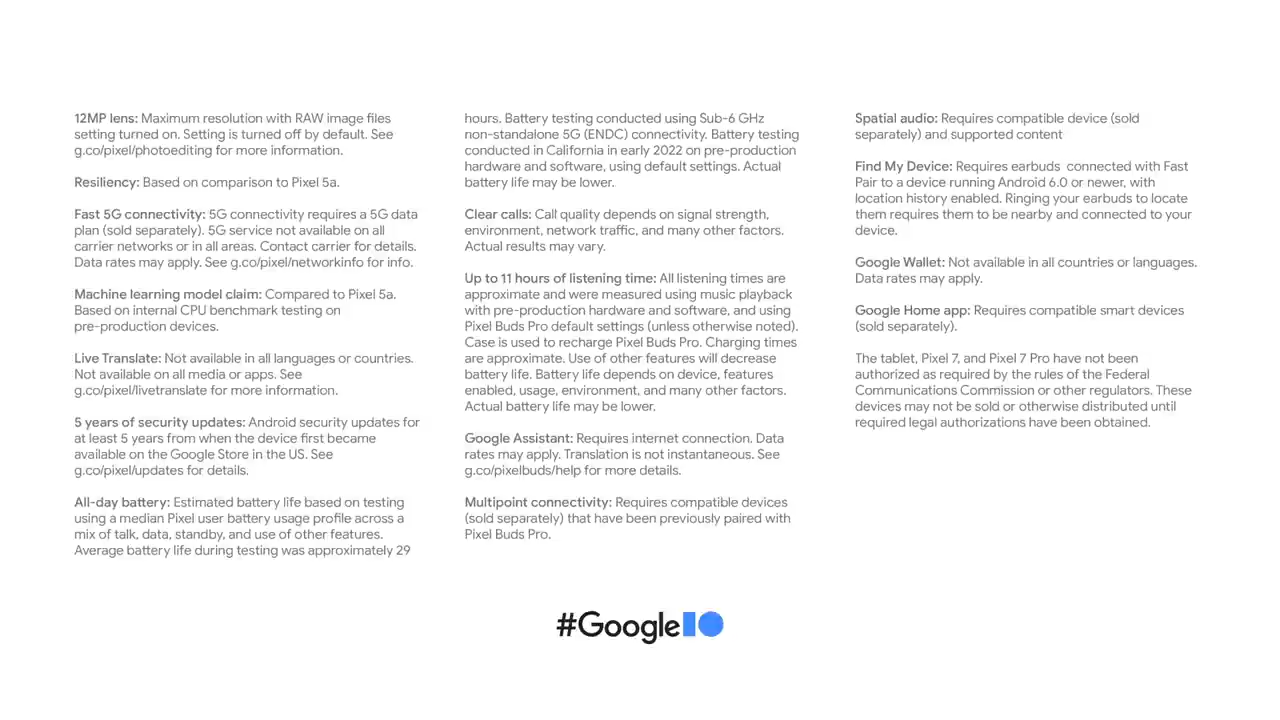 12MP lens: Maximum resolution with RAW image files
setting turned on. Setting is turned off by default. See
g.co/pixel/photoediting for more information.
Resiliency: Based on comparison to Pixel 5a.
Fast 5G connectivity: 5G connectivity requires a 5G data
plan (sold separately). 5G service not available on all
carrier networks or in all areas. Contact carrier for details.
Data rates may apply. See g.co/pixel/networkinfo for info.
Machine learning model claim: Compared to Pixel 5a.
Based on internal CPU benchmark testing on
pre-production devices.
Live Translate: Not available in all languages or countries.
Not available on all media or apps. See
g.co/pixel/livetranslate for more information.
5 years of security updates: Android security updates for
at least 5 years from when the device first became
available on the Google Store in the US. See
g.co/pixel/updates for details.
All-day battery: Estimated battery life based on testing
using a median Pixel user battery usage profile across a
mix of talk, data, standby, and use of other features.
Average battery life during testing was approximately 29
hours. Battery testing conducted using Sub-6 GHz
non-standalone 5G (ENDC) connectivity. Battery testing
conducted in California in early 2022 on pre-production
hardware and software, using default settings. Actual
battery life may be lower.
Clear calls: Call quality depends on signal strength,
environment, network traffic, and many other factors.
Actual results may vary.
Up to 11 hours of listening time: All listening times are
approximate and were measured using music playback
with pre-production hardware and software, and using
Pixel Buds Pro default settings (unless otherwise noted).
Case is used to recharge Pixel Buds Pro. Charging times
are approximate. Use of other features will decrease
battery life. Battery life depends on device, features
enabled, usage, environment, and many other factors.
Actual battery life may be lower.
Google Assistant: Requires internet connection. Data
rates may apply. Translation is not instantaneous. See
g.co/pixelbuds/help for more details.
Multipoint connectivity: Requires compatible devices
(sold separately) that have been previously paired with
Pixel Buds Pro.
Spatial audio: Requires compatible device (sold
separately) and supported content
Find My Device: Requires earbuds connected with Fast
Pair to a device running Android 6.0 or newer, with
location history enabled. Ringing your earbuds to locate
them requires them to be nearby and connected to your
device.
Google Wallet: Not available in all countries or languages.
Data rates may apply.
Google Home app: Requires compatible smart devices
(sold separately).
The tablet, Pixel 7, and Pixel 7 Pro have not been
authorized as required by the rules of the Federal
Communications Commission or other regulators. These
devices may not be sold or otherwise distributed until
required legal authorizations have been obtained.
#GoogleIO